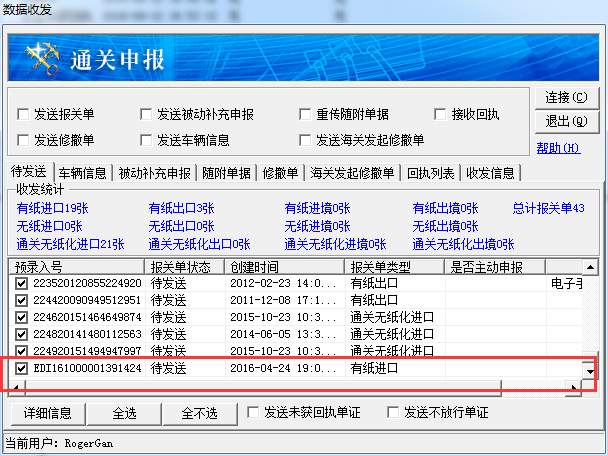 数据收发
通关申报
发送报关单 发送被动补充申报 重传随附单据 接收回执 连接(C)
发送修撤单 发送车辆信息 发送海关发起修撤单 退出(Q)
帮助(H)
待发送 车辆信息 被动补充申报 随附单据 修撤单 海关发起修撤单 回执列表 收发信息
收发统计
有纸进口19张 有纸出口3张 有纸进境0张 有纸出境0张 总计报关单43
无纸进口0张 无纸出口0张 无纸进境0张 无纸出境0张
通关无纸化进口21张 通关无纸化出口0张 通关无纸化进境0张 通关无纸化出境0张
预录入号 报关单状态 创建时间 报关单类型 是否主动申报
223520120855224920 待发送 2012-02-23 14:0... 有纸出口 电子手
224420090949512951 待发送 2011-12-08 17:1... 有纸出口
224620151464649874 待发送 2015-10-23 10:3... 通关无纸化进口
224820141480112563 待发送 2014-06-05 13:3... 通关无纸化进口
224920151494947997 待发送 2015-10-23 10:3... 通关无纸化进口
EDI161000001391424 待发送 2016-04-24 19:0... 有纸进口
详细信息 全选 全不选 发送未获回执单证 发送不放行单证
当前用户：RogerGan